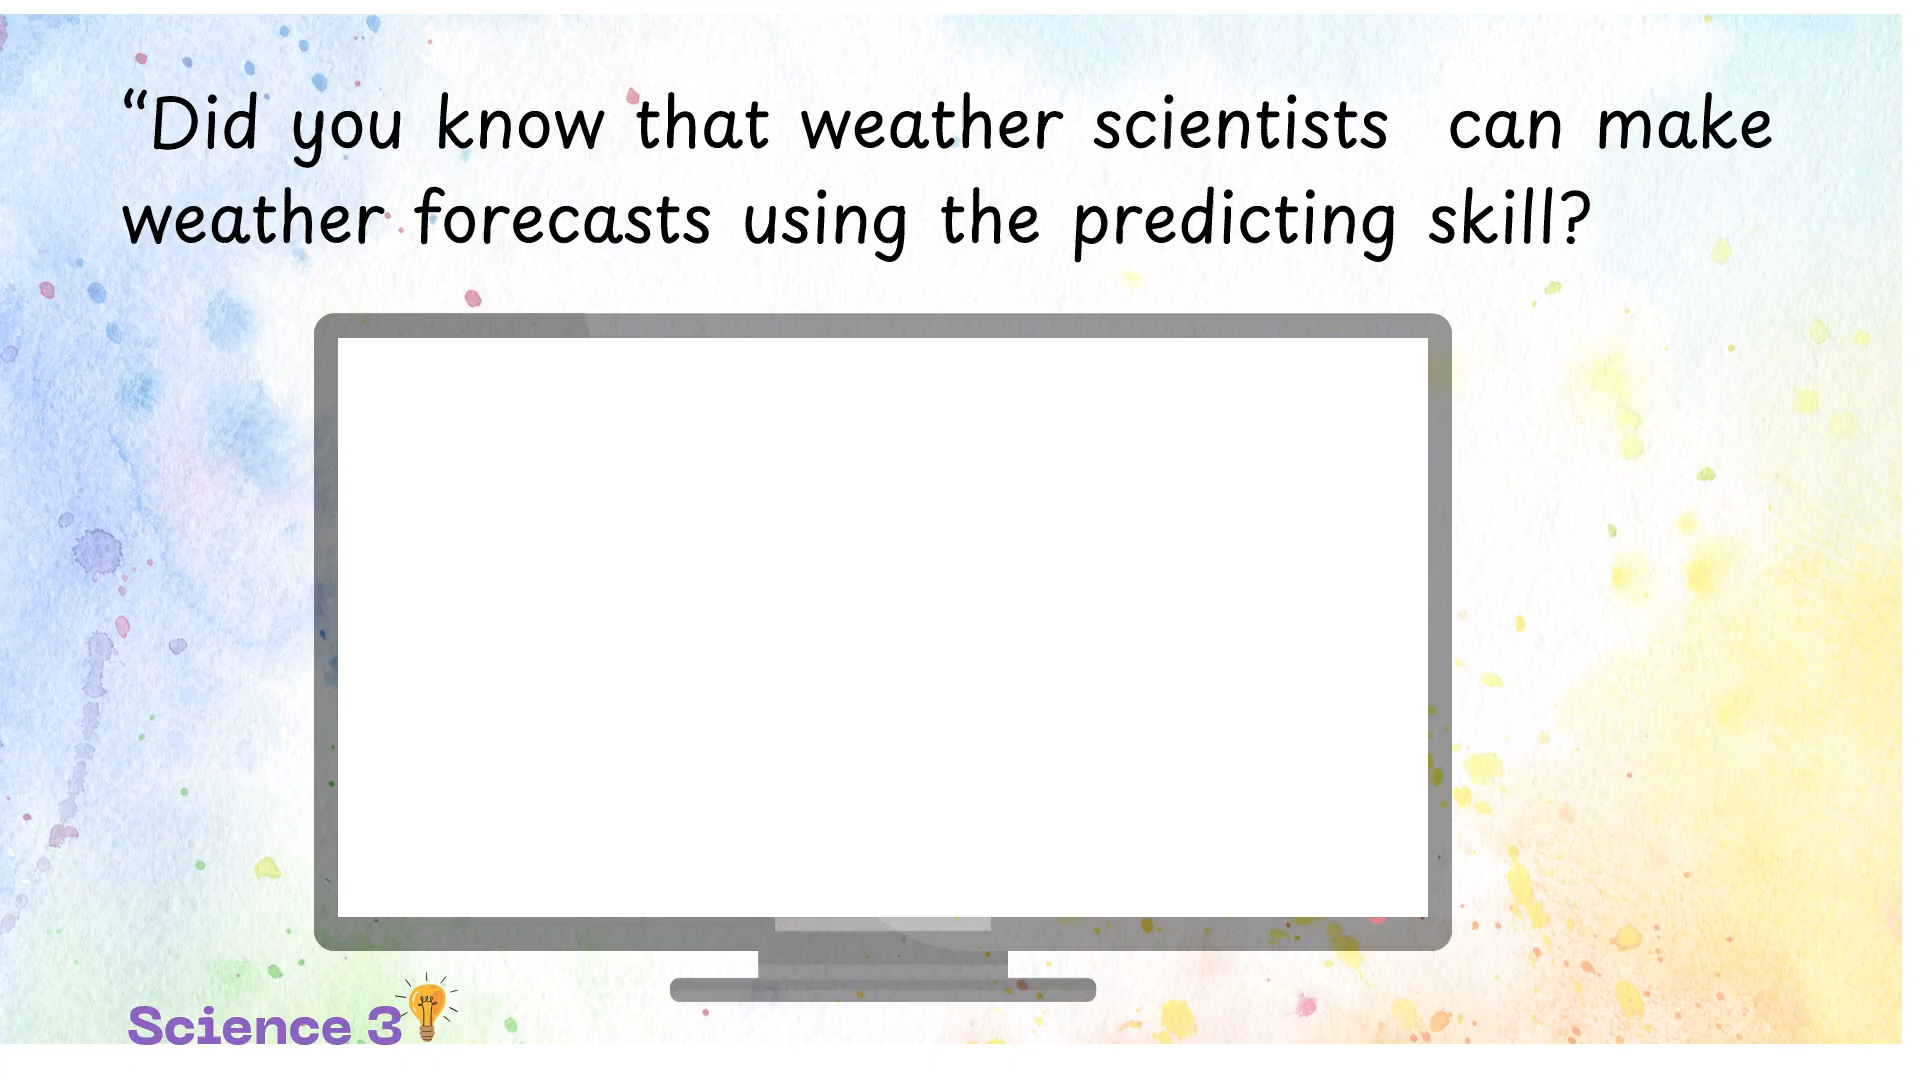 “Did you know that weather scientists can make
weather forecasts using the predicting skill?
Science 3